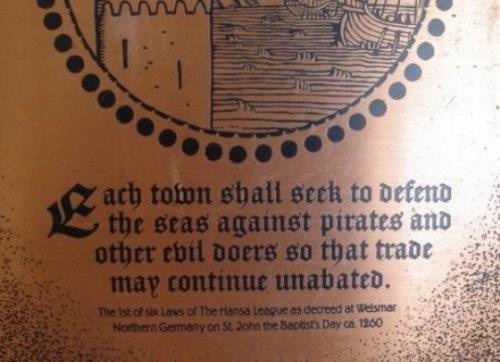 Each town shall seek to defend
the seas against pirates and
other evil doers so that trade
may continue unabated.
The 1st of six Laws of The Hansa League as decreed at Weismar
Northern Germany on St. John the Baptist's Day ca. 1260